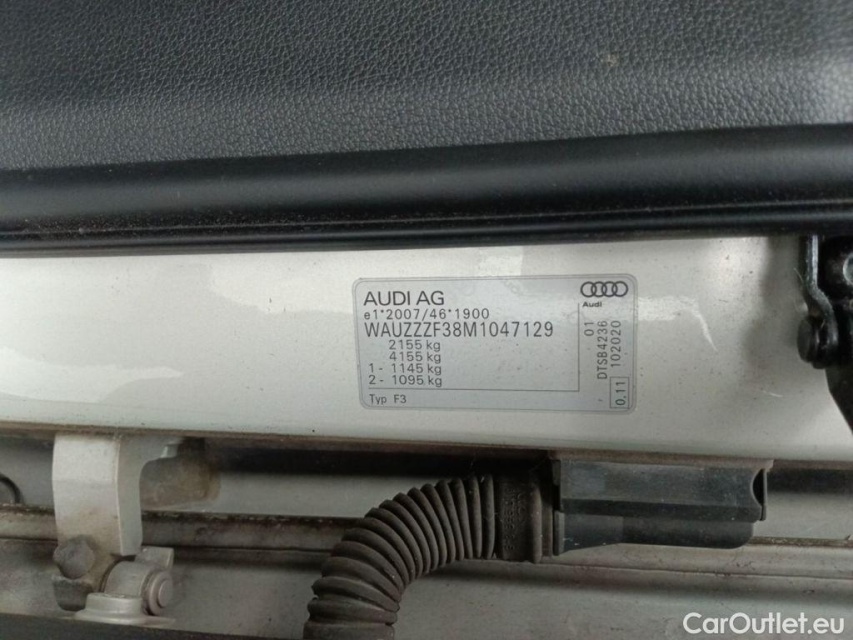 AUDI AG
e1*2007/46*1900
WAUZZZF38M1047129
2155 kg
4155 kg
1 - 1145 kg
2 - 1095 kg
Typ F3
Audi
DTSB4236 01
102020
0,11
CarOutlet.eu